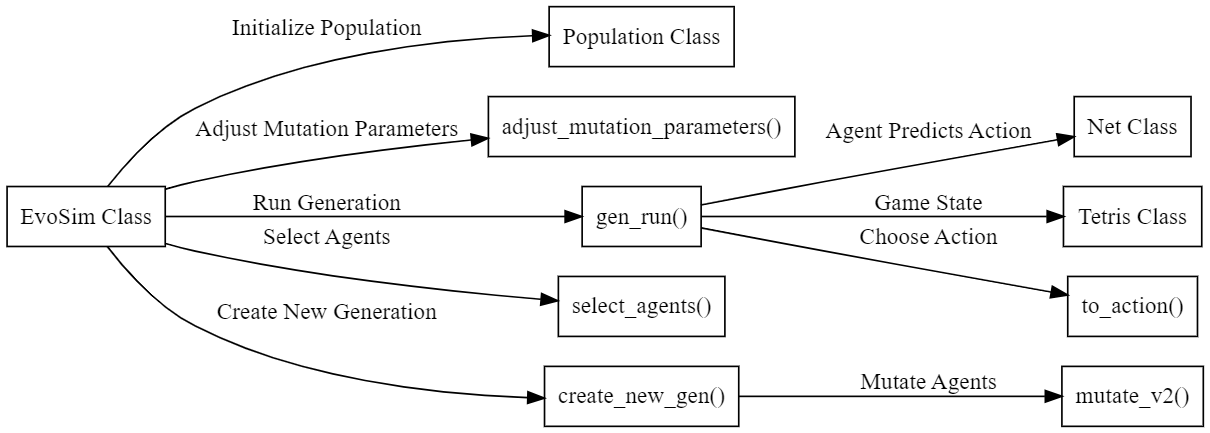 Initialize Population
Population Class
Adjust Mutation Parameters
adjust_mutation_parameters()
Agent Predicts Action
Net Class
EvoSim Class
Run Generation
gen_run()
Game State
Tetris Class
Select Agents
Choose Action
select_agents()
to_action()
Create New Generation
create_new_gen()
Mutate Agents
mutate_v2()